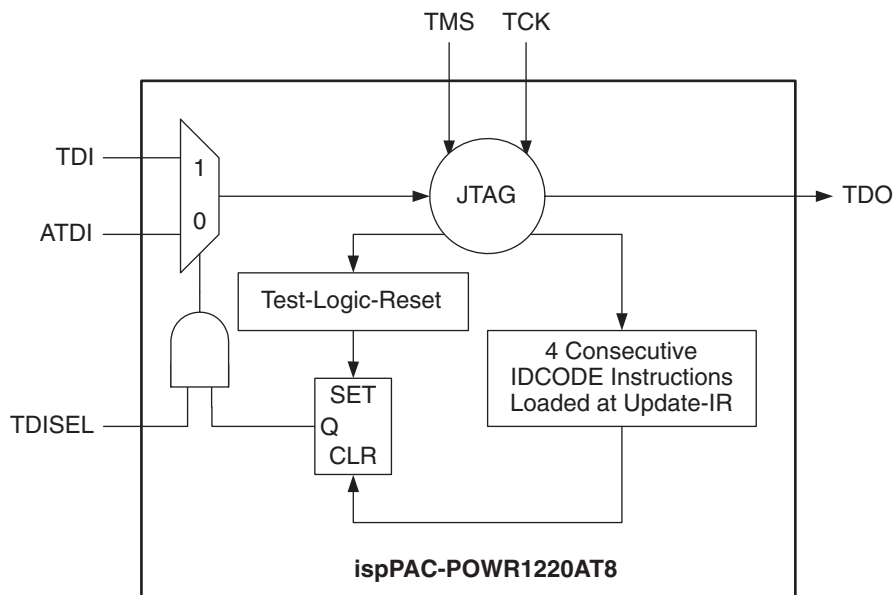 TMS
TCK
TDI
1
JTAG
TDO
ATDI
0
Test-Logic-Reset
4 Consecutive
IDCODE Instructions
Loaded at Update-IR
SET
TDISEL
Q
CLR
ispPAC-POWR1220AT8